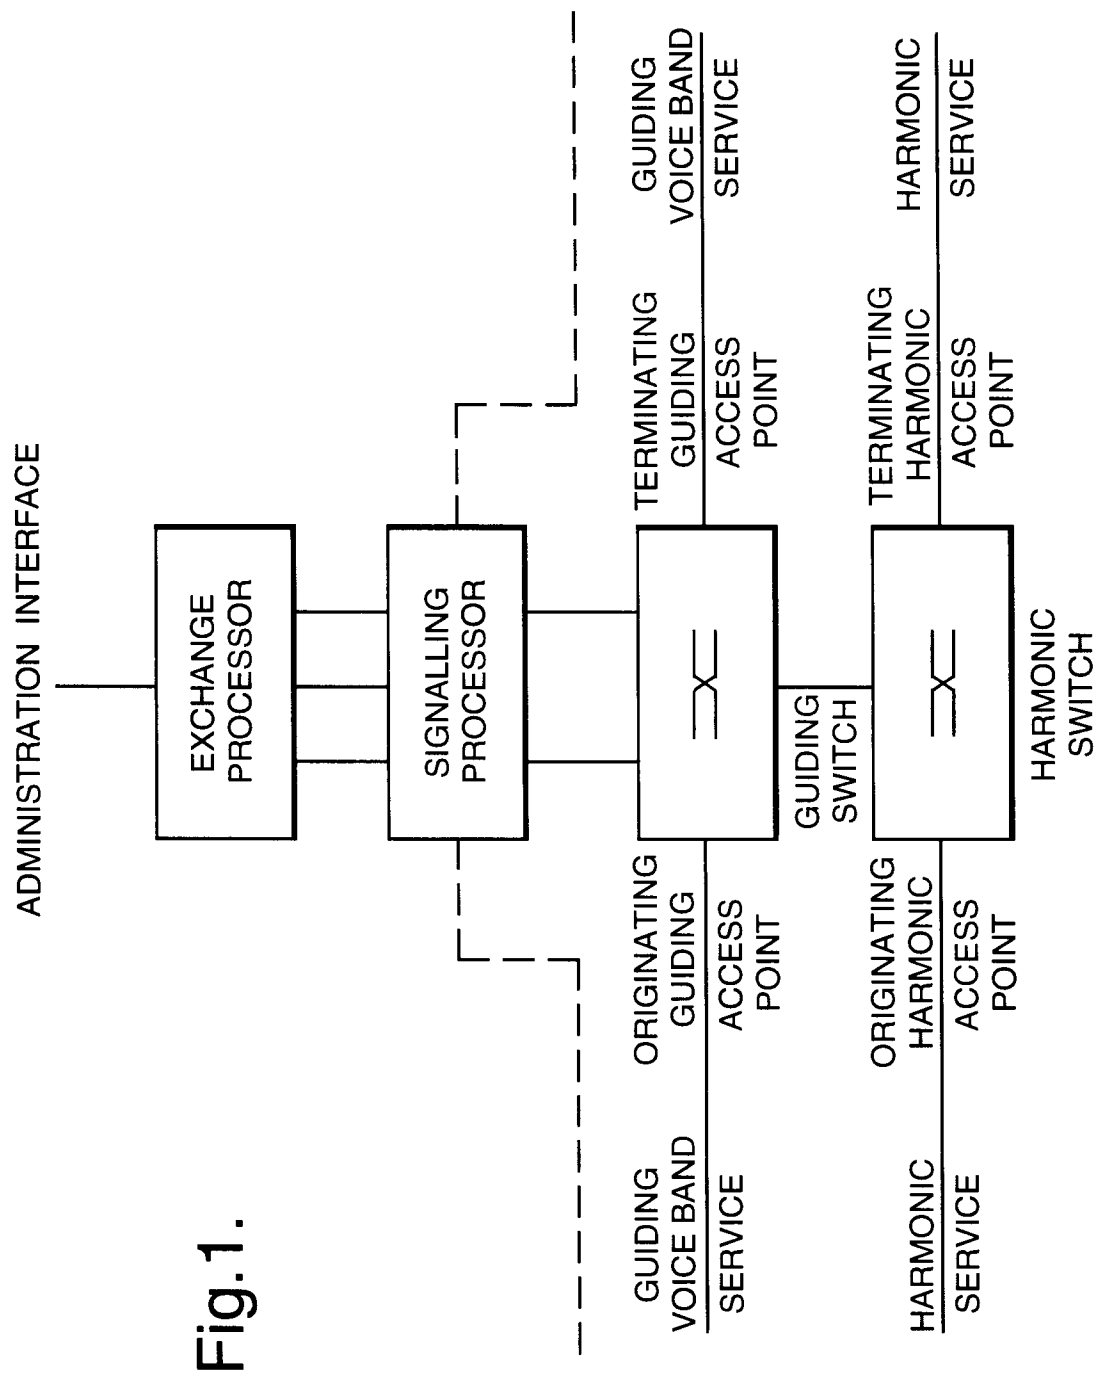 Fig.1.
ADMINISTRATION INTERFACE
EXCHANGE
PROCESSOR
SIGNALLING
PROCESSOR
GUIDING
VOICE BAND
SERVICE
ORIGINATING
GUIDING
ACCESS
POINT
TERMINATING
GUIDING
ACCESS
POINT
GUIDING
VOICE BAND
SERVICE
GUIDING
SWITCH
HARMONIC
SERVICE
ORIGINATING
HARMONIC
ACCESS
POINT
TERMINATING
HARMONIC
ACCESS
POINT
HARMONIC
SERVICE
HARMONIC
SWITCH